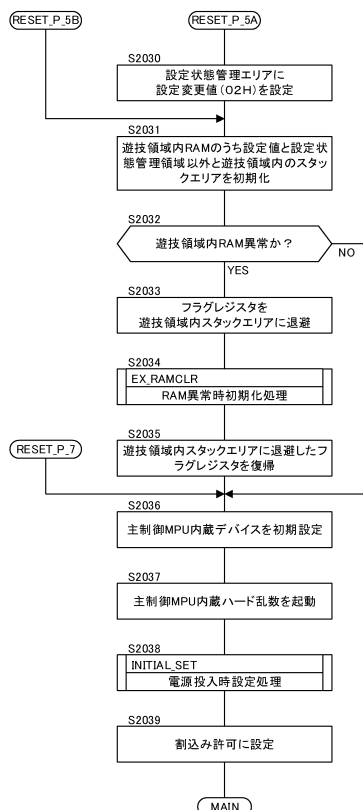 RESET_P_5B
RESET_P_5A
S2030
設定状態管理エリアに
設定変更値(02H)を設定
S2031
遊技領域内RAMのうち設定値と設定状
態管理領域以外と遊技領域内のスタッ
クエリアを初期化
S2032
遊技領域内RAM異常か?
NO
YES
S2033
フラグレジスタを
遊技領域内スタックエリアに退避
S2034
EX_RAMCLR
RAM異常時初期化処理
S2035
遊技領域内スタックエリアに退避したフ
ラグレジスタを復帰
RESET_P_7
S2036
主制御MPU内蔵デバイスを初期設定
S2037
主制御MPU内蔵ハード乱数を起動
S2038
INITIAL_SET
電源投入時設定処理
S2039
割込み許可に設定
MAIN